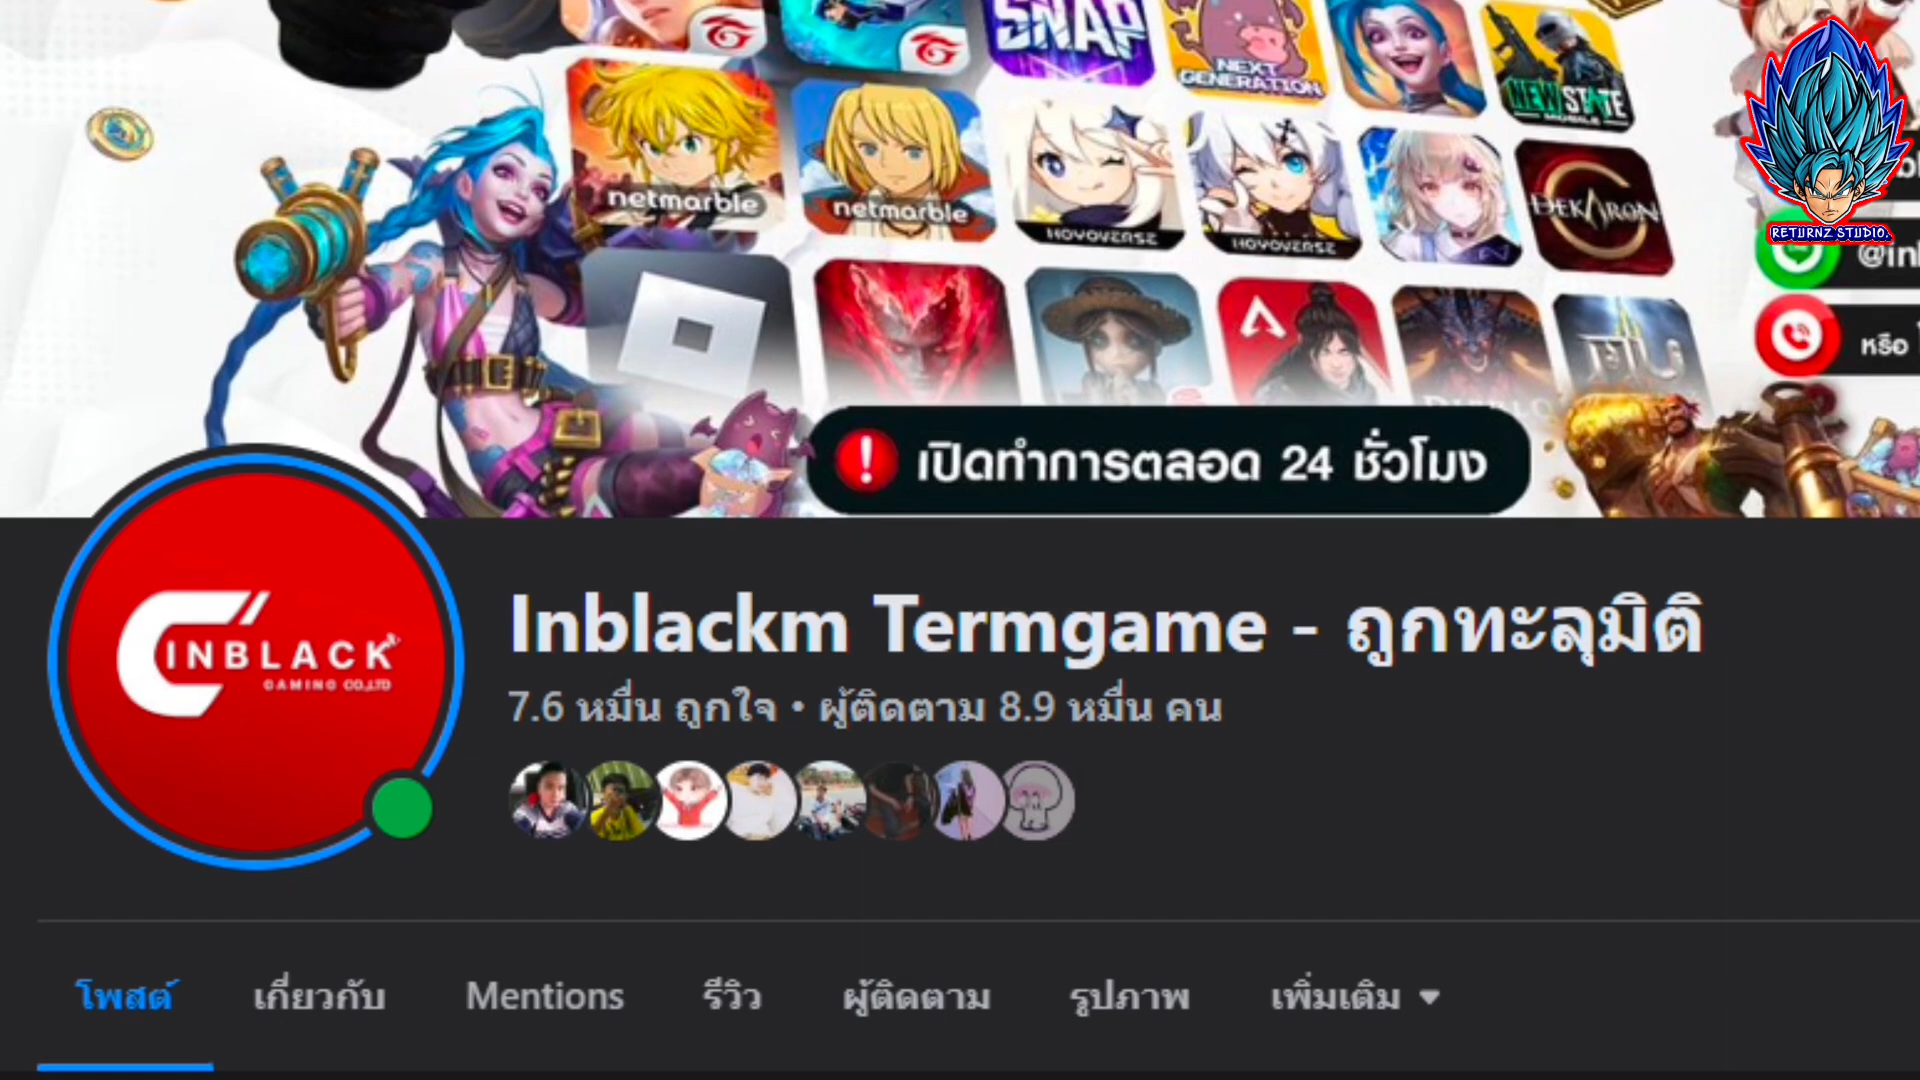 SNAP
NEXT
GENERATION
NEW STATE
MOBILE
netmarble
netmarble
HOYOVERSE
HOYOVERSE
DEKARON
RETURNZ STUDIO.
หรือ
เปิดทำการตลอด 24 ชั่วโมง
INBLACK
GAMING CO.,LTD
Inblackm Termgame - ถูกทะลุมิติ
7.6 หมื่น ถูกใจ • ผู้ติดตาม 8.9 หมื่น คน
โพสต์ เกี่ยวกับ Mentions รีวิว ผู้ติดตาม รูปภาพ เพิ่มเติม